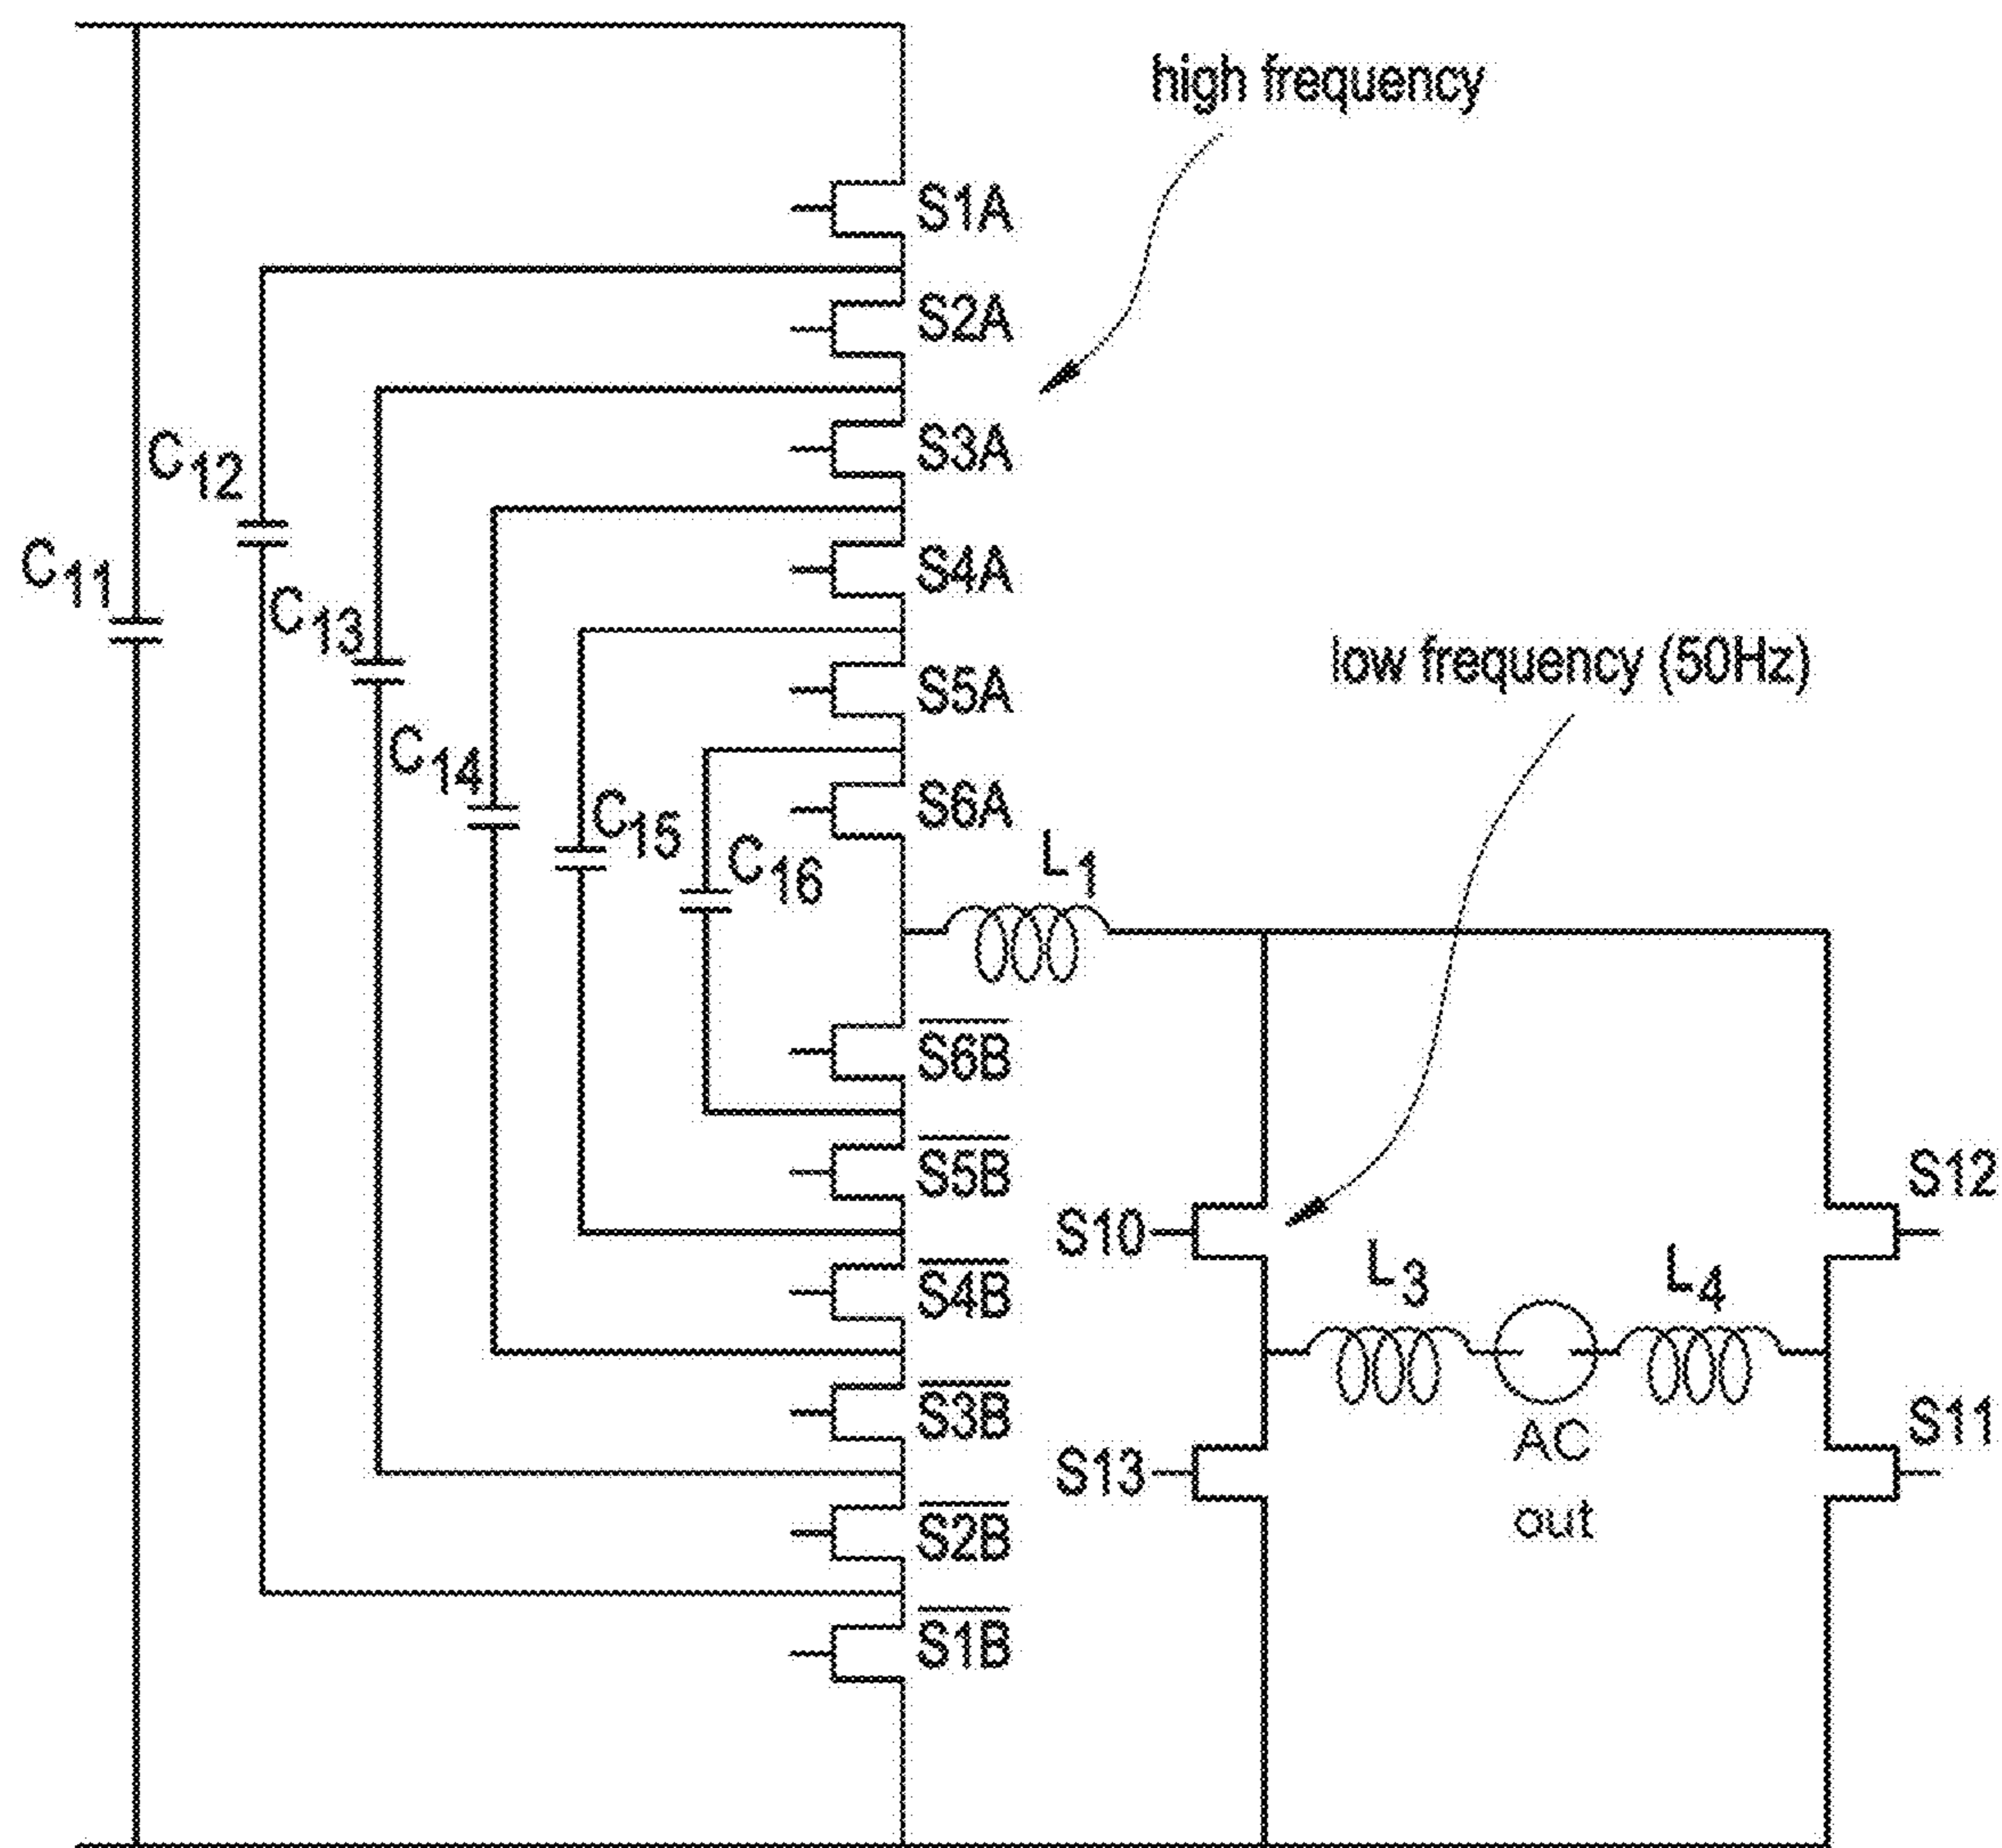 high frequency
S1A
S2A
S3A
C12
S4A
C11
C13
low frequency (50Hz)
S5A
C14
S6A
C15
C16
L1
S6B
S5B
S12
S10
L3
L4
S4B
S3B
S11
AC
S13
out
S2B
S1B